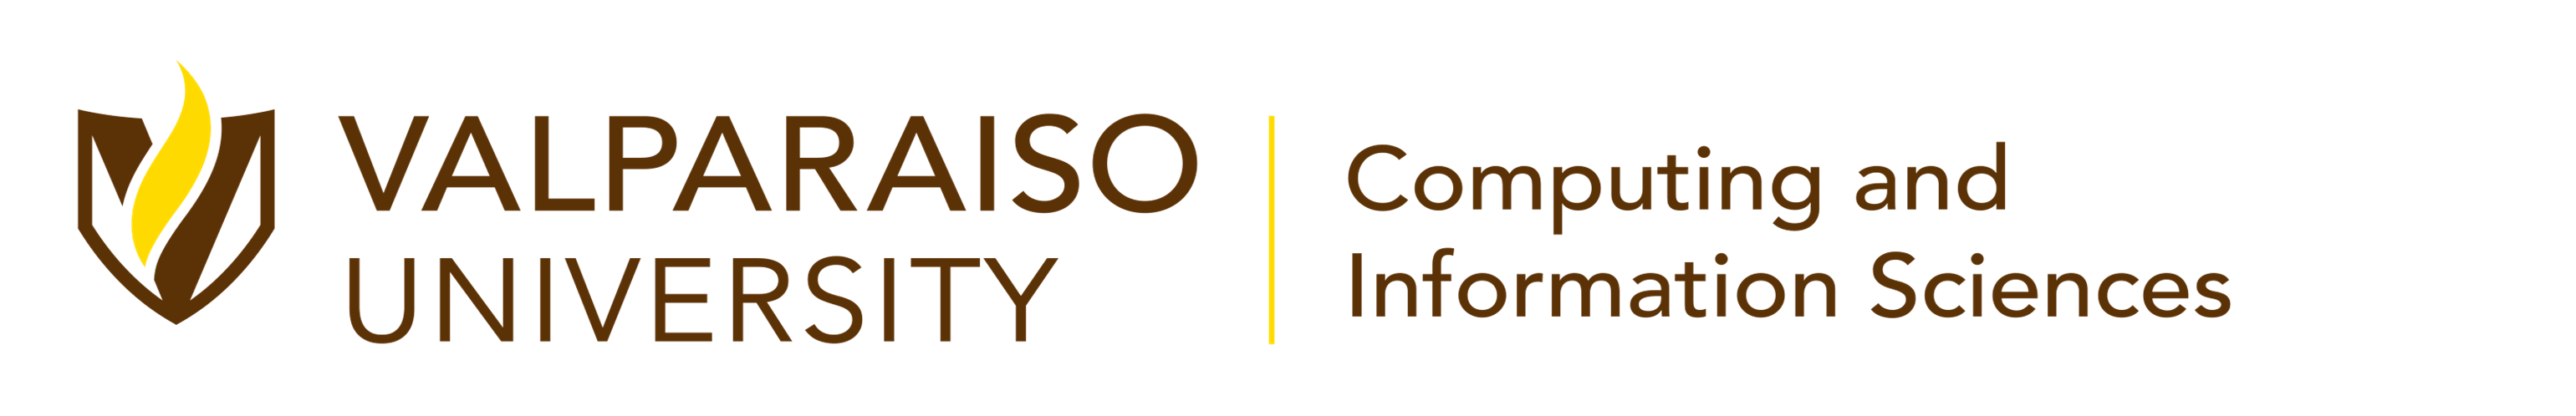 VALPARAISO
UNIVERSITY
Computing and
Information Sciences